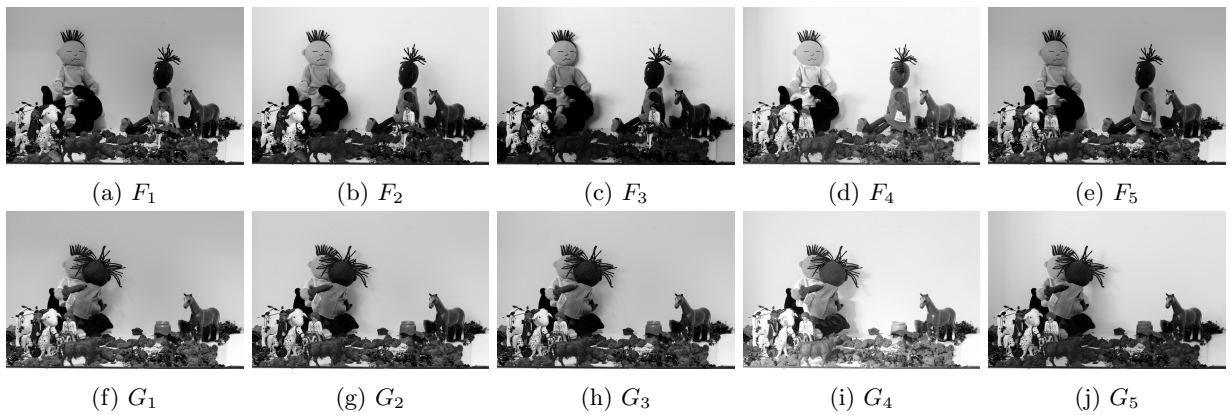 (a) F₁ (b) F₂ (c) F₃ (d) F₄ (e) F₅
(f) G₁ (g) G₂ (h) G₃ (i) G₄ (j) G₅